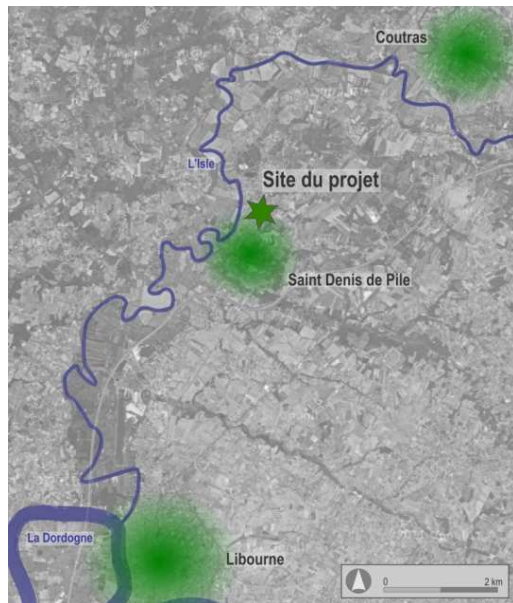 Coutras
L'Isle
Site du projet
Saint Denis de Pile
La Dordogne
Libourne
0 2 km